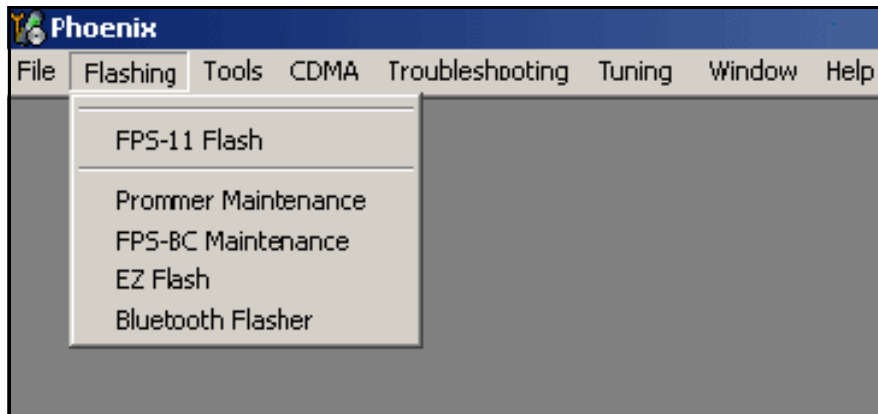 Phoenix
File Flashing Tools CDMA Troubleshooting Tuning Window Help
FPS-11 Flash
Prommer Maintenance
FPS-BC Maintenance
EZ Flash
Bluetooth Flasher